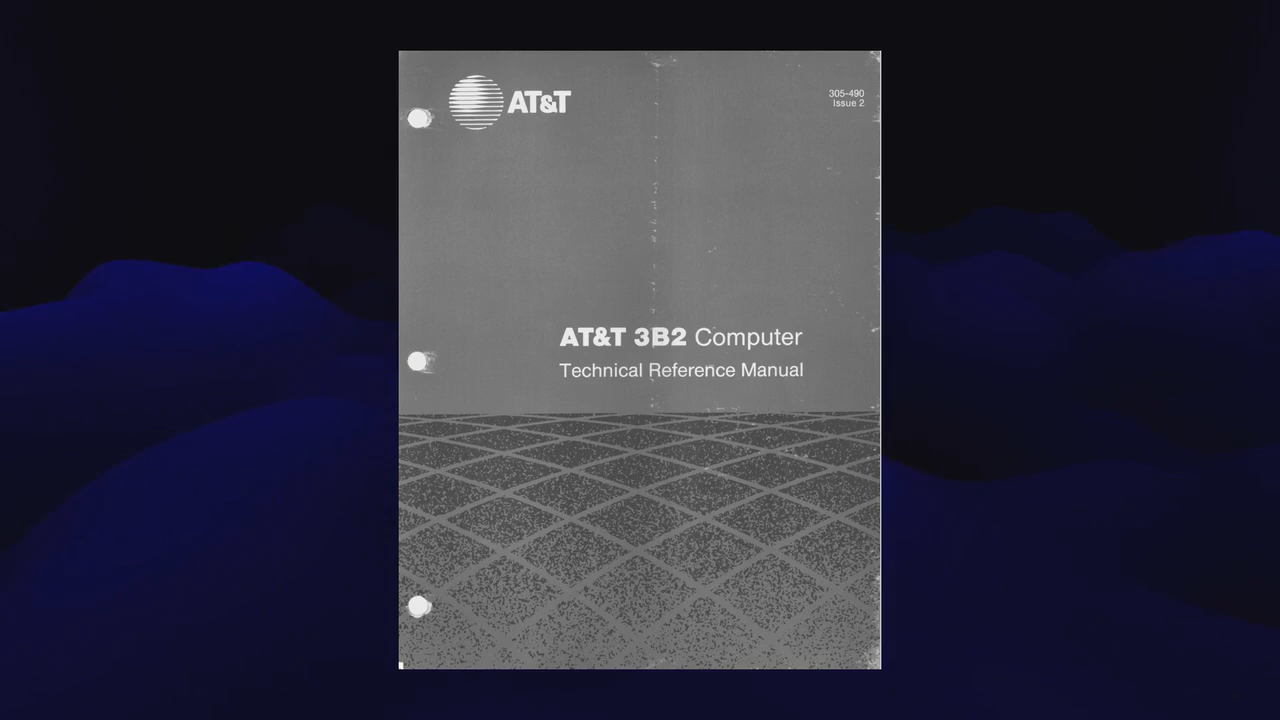 AT&T
305-490
Issue 2
AT&T 3B2 Computer
Technical Reference Manual